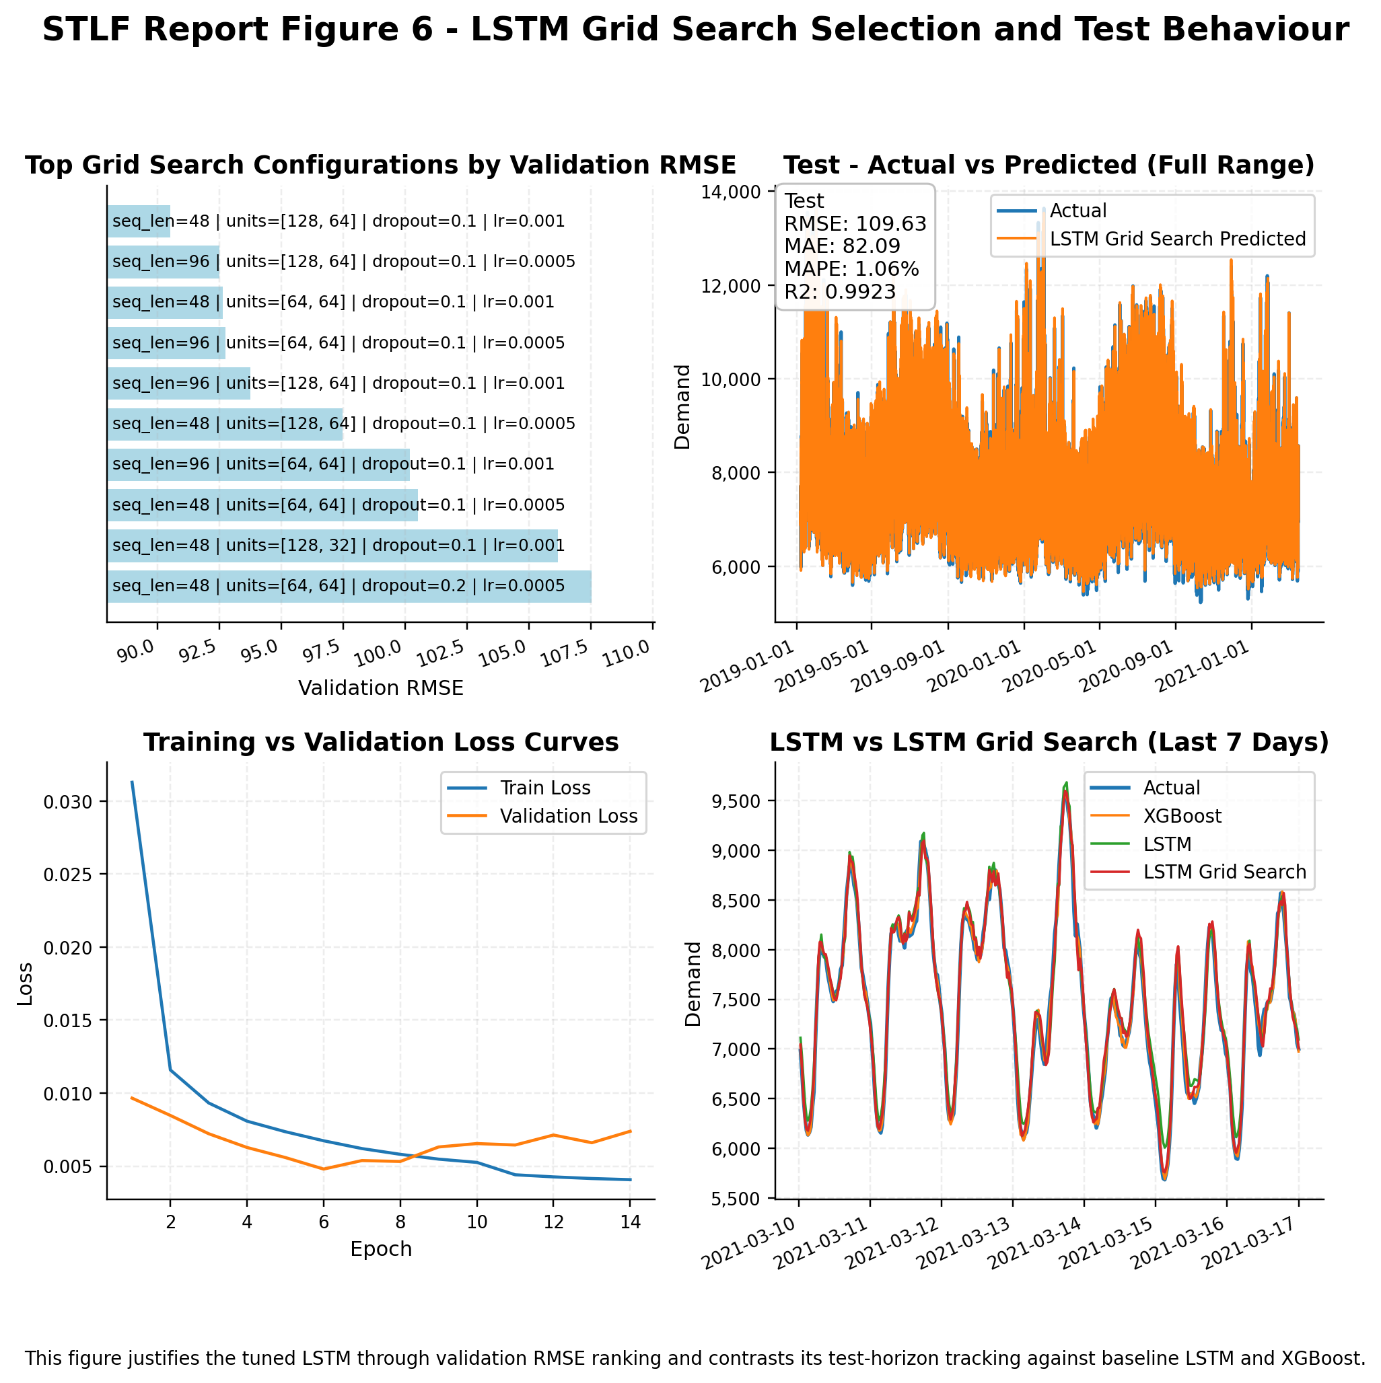 STLF Report Figure 6 - LSTM Grid Search Selection and Test Behaviour
Top Grid Search Configurations by Validation RMSE
seq_len=48 | units=[128, 64] | dropout=0.1 | lr=0.001
seq_len=96 | units=[128, 64] | dropout=0.1 | lr=0.0005
seq_len=48 | units=[64, 64] | dropout=0.1 | lr=0.001
seq_len=96 | units=[64, 64] | dropout=0.1 | lr=0.0005
seq_len=96 | units=[128, 64] | dropout=0.1 | lr=0.001
seq_len=48 | units=[128, 64] | dropout=0.1 | lr=0.0005
seq_len=96 | units=[64, 64] | dropout=0.1 | lr=0.001
seq_len=48 | units=[64, 64] | dropout=0.1 | lr=0.0005
seq_len=48 | units=[128, 32] | dropout=0.1 | lr=0.001
seq_len=48 | units=[64, 64] | dropout=0.2 | lr=0.0005
90.0 92.5 95.0 97.5 100.0 102.5 105.0 107.5 110.0
Validation RMSE
Test - Actual vs Predicted (Full Range)
Test
RMSE: 109.63
MAE: 82.09
MAPE: 1.06%
R2: 0.9923
Actual
LSTM Grid Search Predicted
Demand
14,000
12,000
10,000
8,000
6,000
2019-01-01 2019-05-01 2019-09-01 2020-01-01 2020-05-01 2020-09-01 2021-01-01
Training vs Validation Loss Curves
Train Loss
Validation Loss
Loss
0.030
0.025
0.020
0.015
0.010
0.005
2 4 6 8 10 12 14
Epoch
LSTM vs LSTM Grid Search (Last 7 Days)
Actual
XGBoost
LSTM
LSTM Grid Search
Demand
9,500
9,000
8,500
8,000
7,500
7,000
6,500
6,000
5,500
2021-03-10 2021-03-11 2021-03-12 2021-03-13 2021-03-14 2021-03-15 2021-03-16 2021-03-17
This figure justifies the tuned LSTM through validation RMSE ranking and contrasts its test-horizon tracking against baseline LSTM and XGBoost.